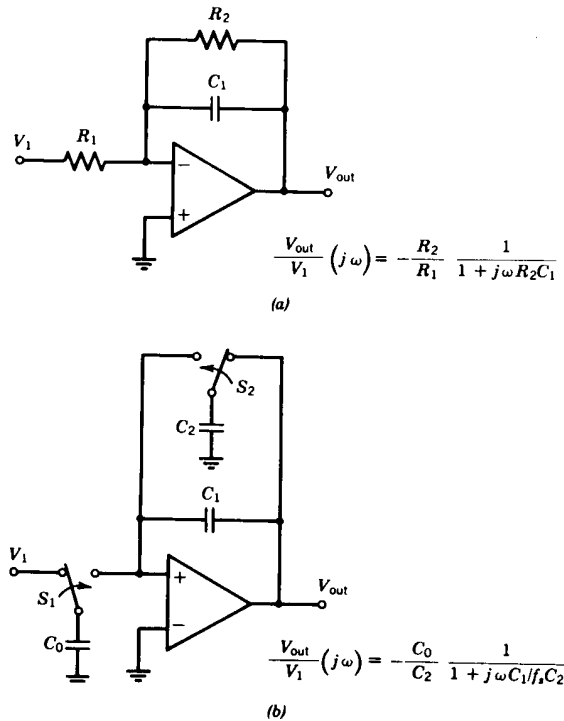 R₂
C₁
V₁
R₁
−
+
Vout
Vout/V₁ (jω) = −R₂/R₁ 1/(1 + jωR₂C₁)
(a)
S₂
C₂
C₁
V₁
S₁
+
−
C₀
Vout
Vout/V₁ (jω) = −C₀/C₂ 1/(1 + jωC₁/fₛC₂)
(b)